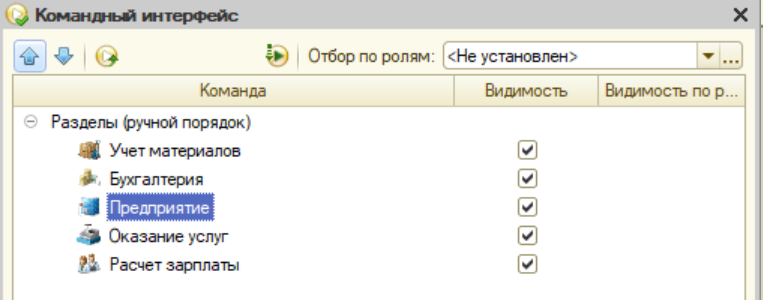 Командный интерфейс
Отбор по ролям: <Не установлен>
Команда Видимость Видимость по р...
Разделы (ручной порядок)
Учет материалов
Бухгалтерия
Предприятие
Оказание услуг
Расчет зарплаты